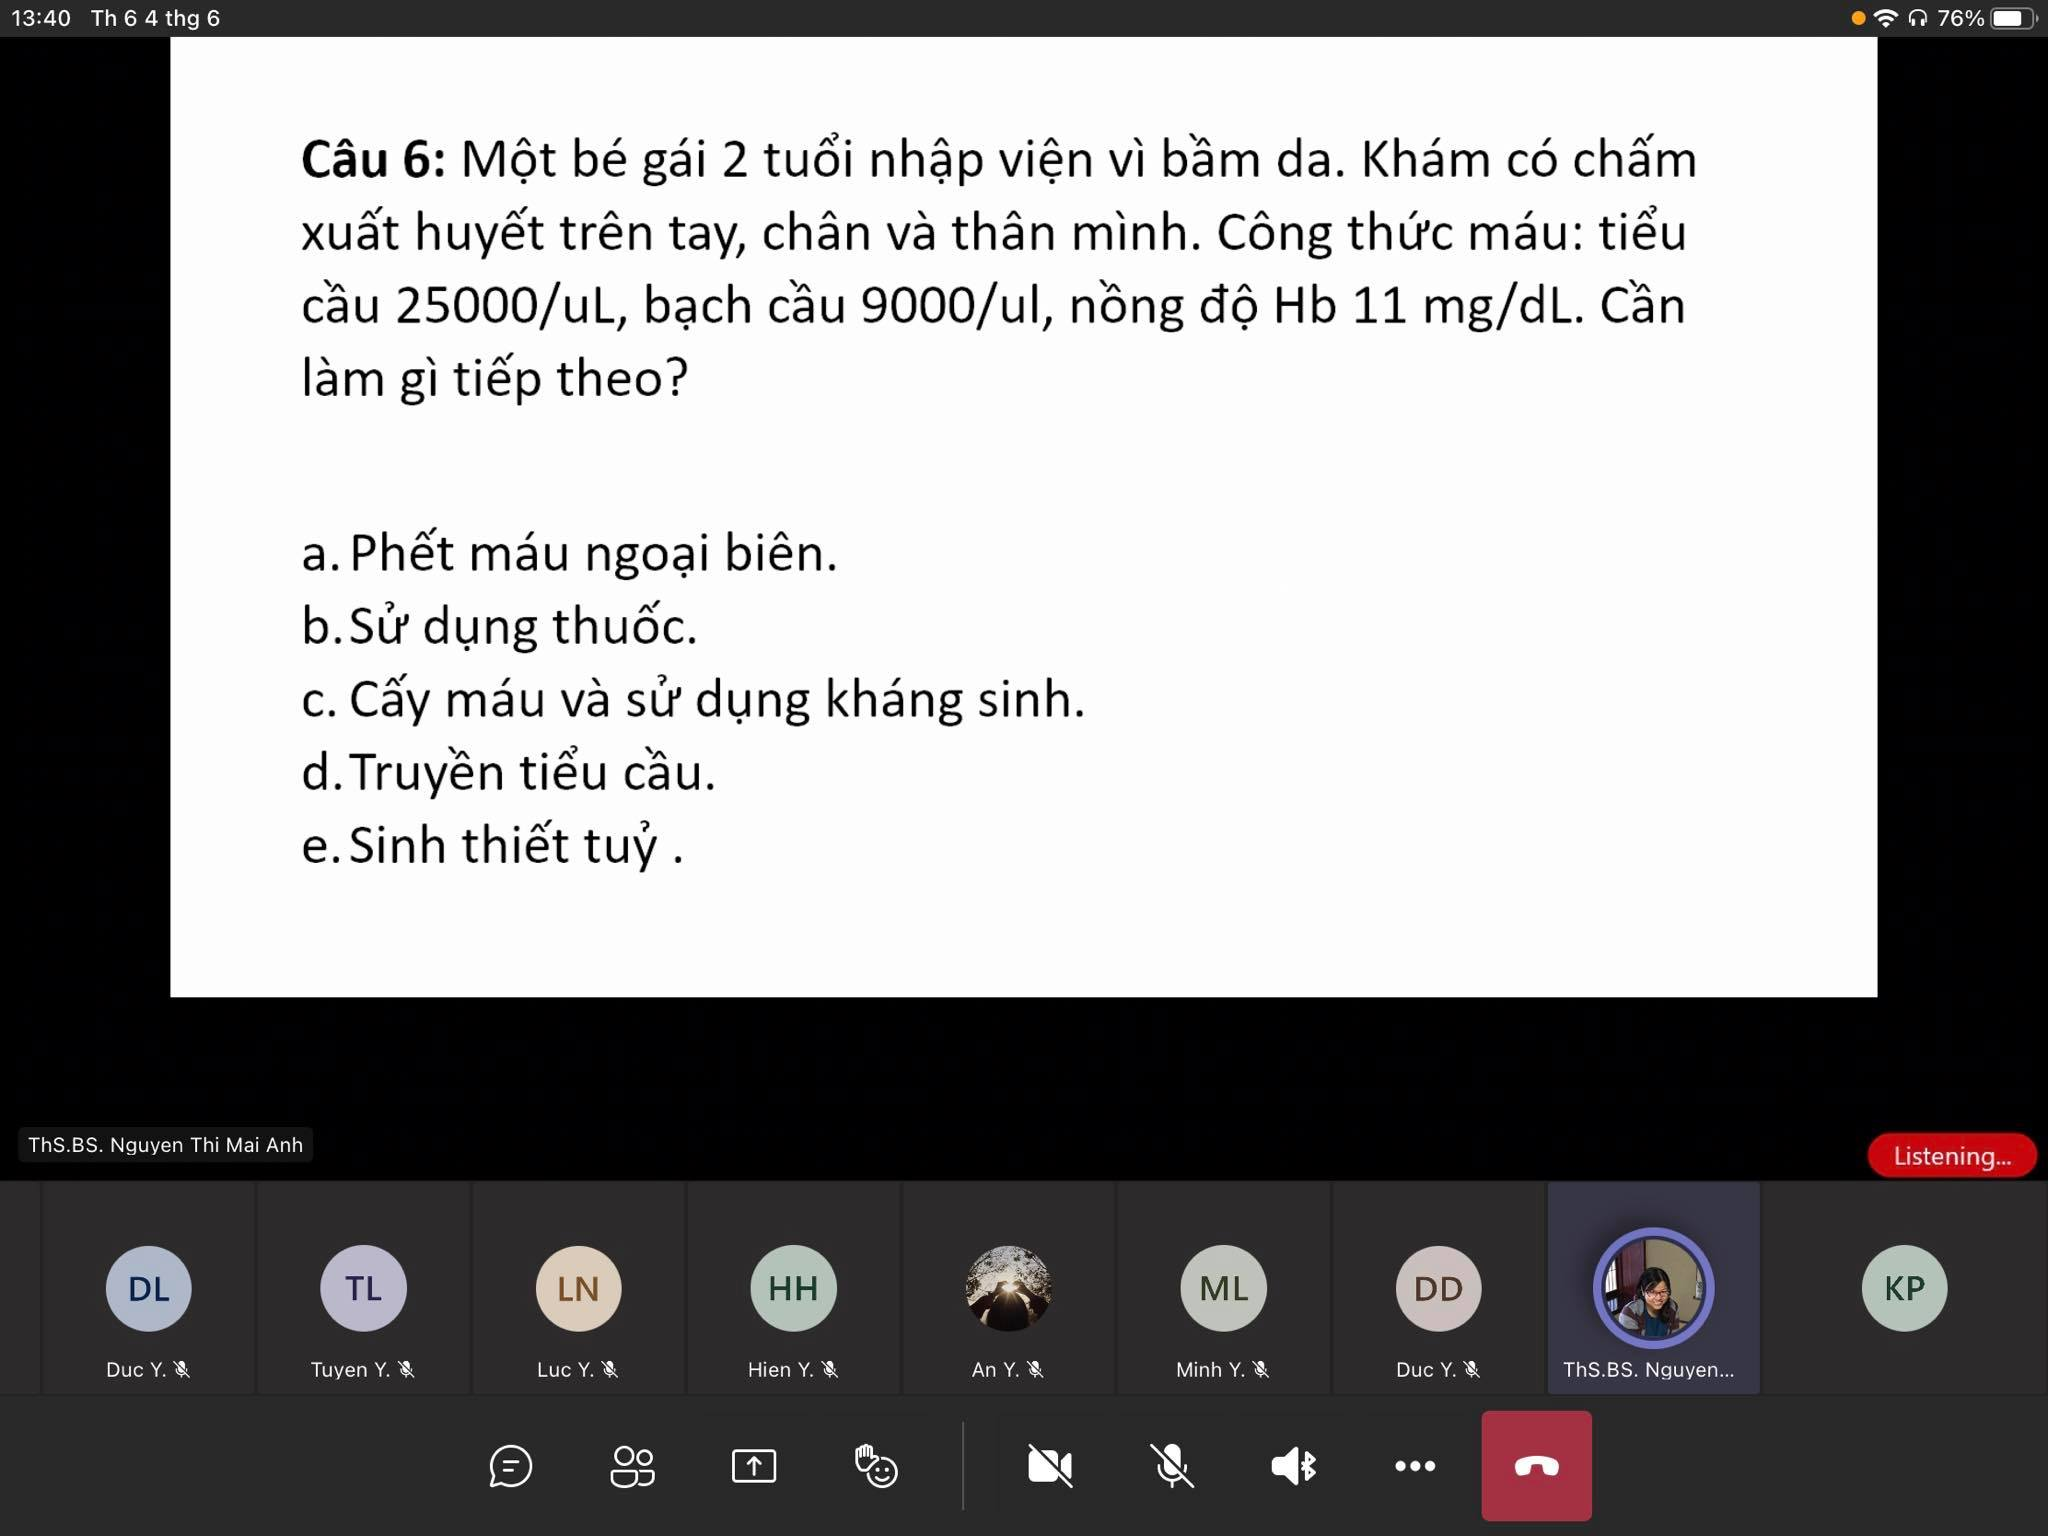 13:40 Th 6 4 thg 6
76%
Câu 6: Một bé gái 2 tuổi nhập viện vì bầm da. Khám có chấm
xuất huyết trên tay, chân và thân mình. Công thức máu: tiểu
cầu 25000/uL, bạch cầu 9000/ul, nồng độ Hb 11 mg/dL. Cần
làm gì tiếp theo?
a. Phết máu ngoại biên.
b. Sử dụng thuốc.
c. Cấy máu và sử dụng kháng sinh.
d. Truyền tiểu cầu.
e. Sinh thiết tuỷ .
ThS.BS. Nguyen Thi Mai Anh
Listening...
DL TL LN HH ML DD KP
Duc Y. Tuyen Y. Luc Y. Hien Y. An Y. Minh Y. Duc Y. ThS.BS. Nguyen...